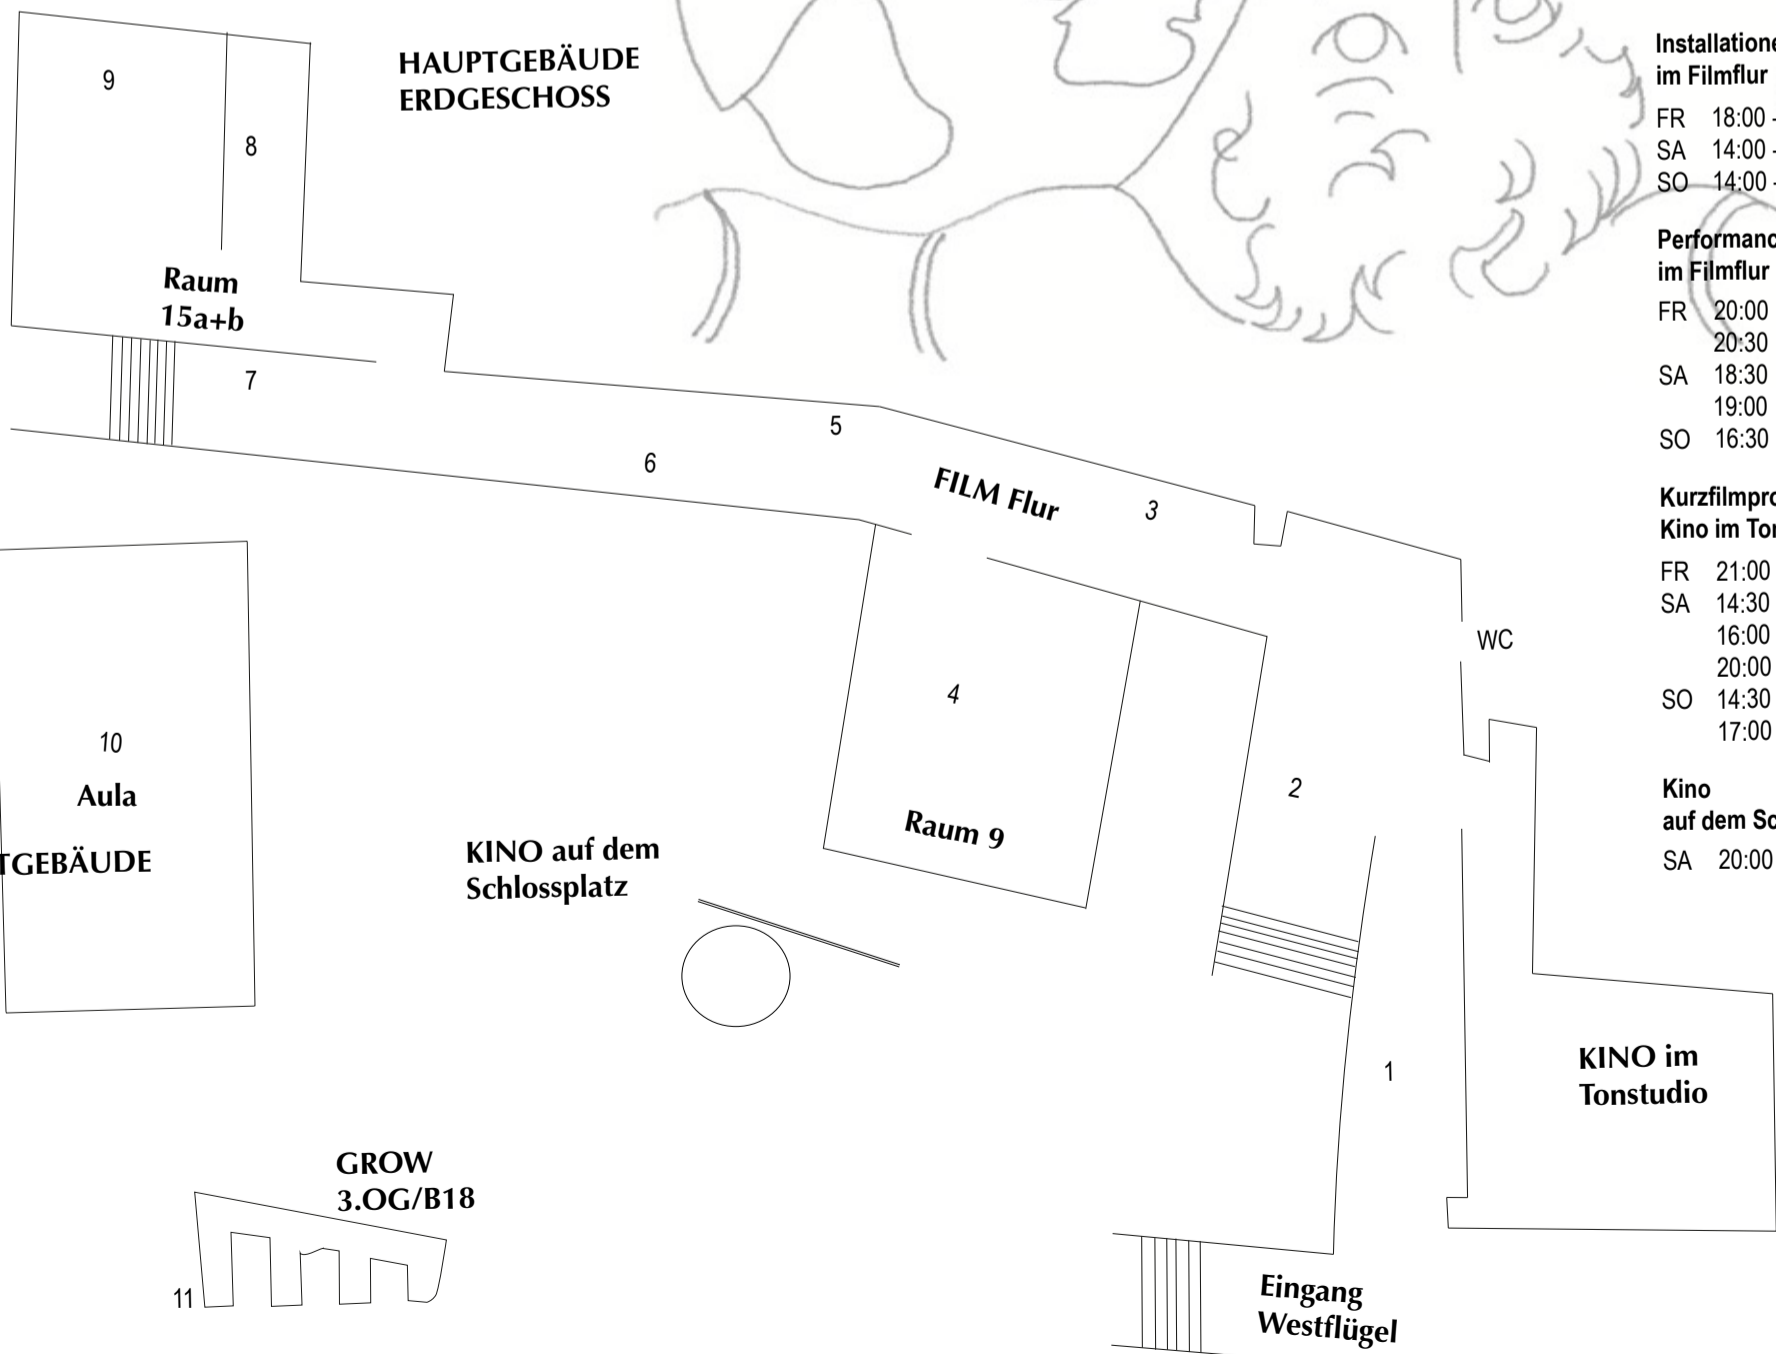 HAUPTGEBÄUDE
ERDGESCHOSS
9
8
Raum
15a+b
7
5
6
FILM Flur
3
WC
4
Raum 9
2
10
Aula
TGEBÄUDE
KINO auf dem
Schlossplatz
1
KINO im
Tonstudio
GROW
3.OG/B18
11
Eingang
Westflügel
Installatione
im Filmflur
FR 18:00 -
SA 14:00 -
SO 14:00 -
Performanc
im Filmflur
FR 20:00
20:30
SA 18:30
19:00
SO 16:30
Kurzfilmpro
Kino im Ton
FR 21:00
SA 14:30
16:00
20:00
SO 14:30
17:00
Kino
auf dem Sc
SA 20:00